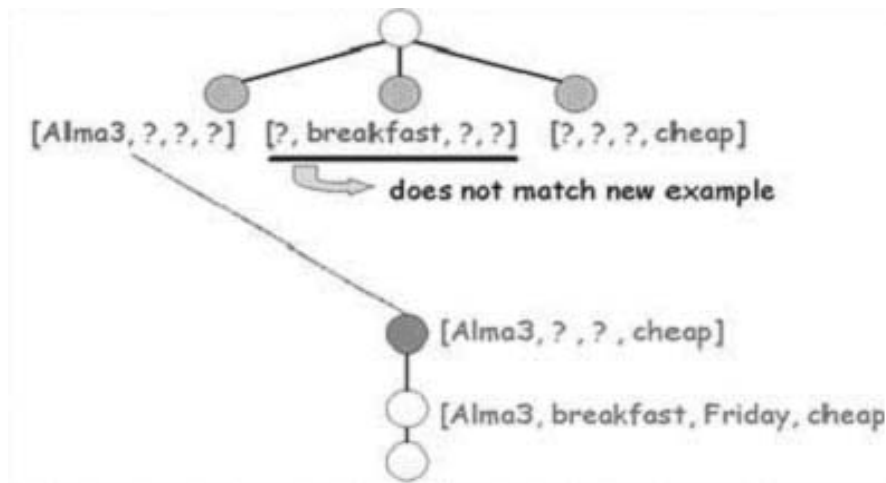 [Alma3, ?, ?, ?] [?, breakfast, ?, ?] [?, ?, ?, cheap]
does not match new example
[Alma3, ? , ? , cheap]
[Alma3, breakfast, Friday, cheap